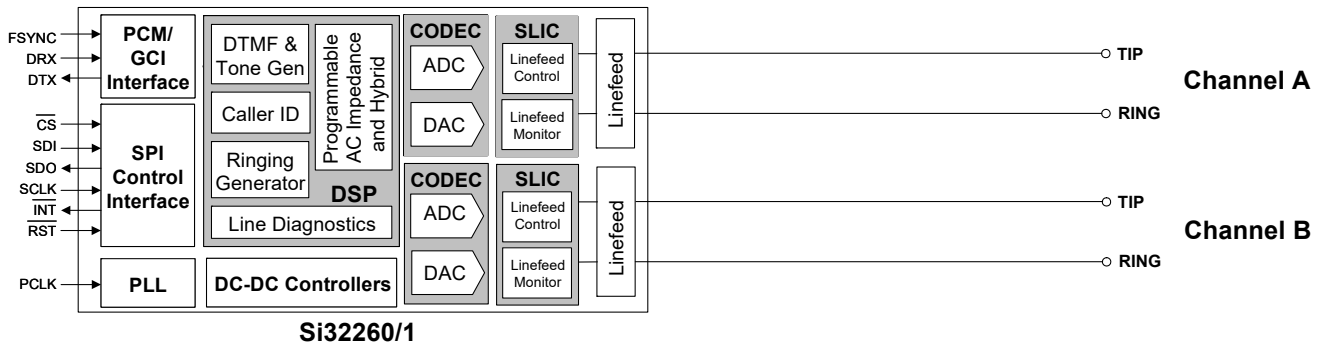 FSYNC
DRX
DTX
PCM/
GCI
Interface
CS
SDI
SDO
SCLK
INT
RST
SPI
Control
Interface
PCLK
PLL
DTMF &
Tone Gen
Caller ID
Ringing
Generator
Programmable
AC Impedance
and Hybrid
DSP
Line Diagnostics
DC-DC Controllers
CODEC
ADC
DAC
SLIC
Linefeed
Control
Linefeed
Monitor
Linefeed
TIP
RING
Channel A
CODEC
ADC
DAC
SLIC
Linefeed
Control
Linefeed
Monitor
Linefeed
TIP
RING
Channel B
Si32260/1